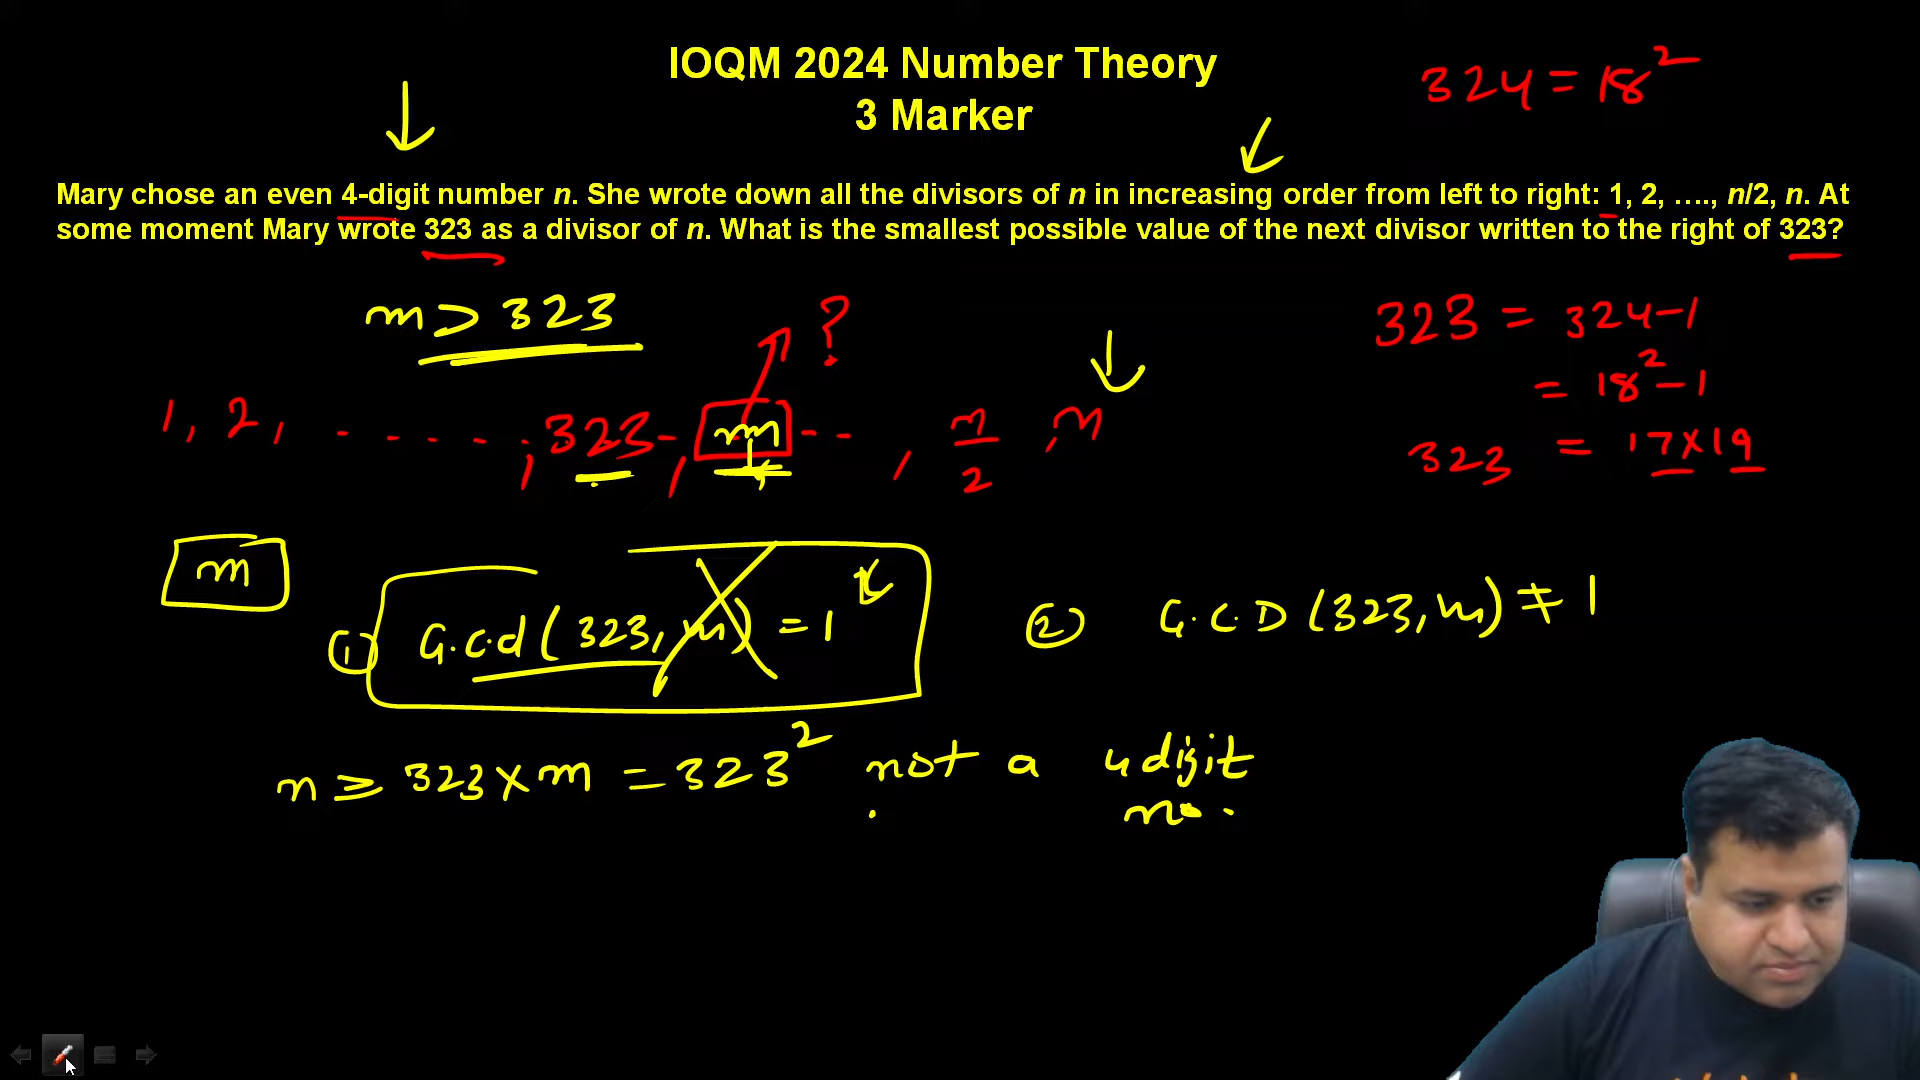 IOQM 2024 Number Theory
3 Marker
324 = 18²
Mary chose an even 4-digit number n. She wrote down all the divisors of n in increasing order from left to right: 1, 2, …., n/2, n. At
some moment Mary wrote 323 as a divisor of n. What is the smallest possible value of the next divisor written to the right of 323?
m > 323
?
323 = 324-1
= 18²-1
323 = 17×19
1, 2, ------, 323-, m --, n/2, n
m
① G.cd (323, m) = 1
② G.C.D (323, m) ≠ 1
n ≥ 323 × m = 323² not a 4 digit
no.